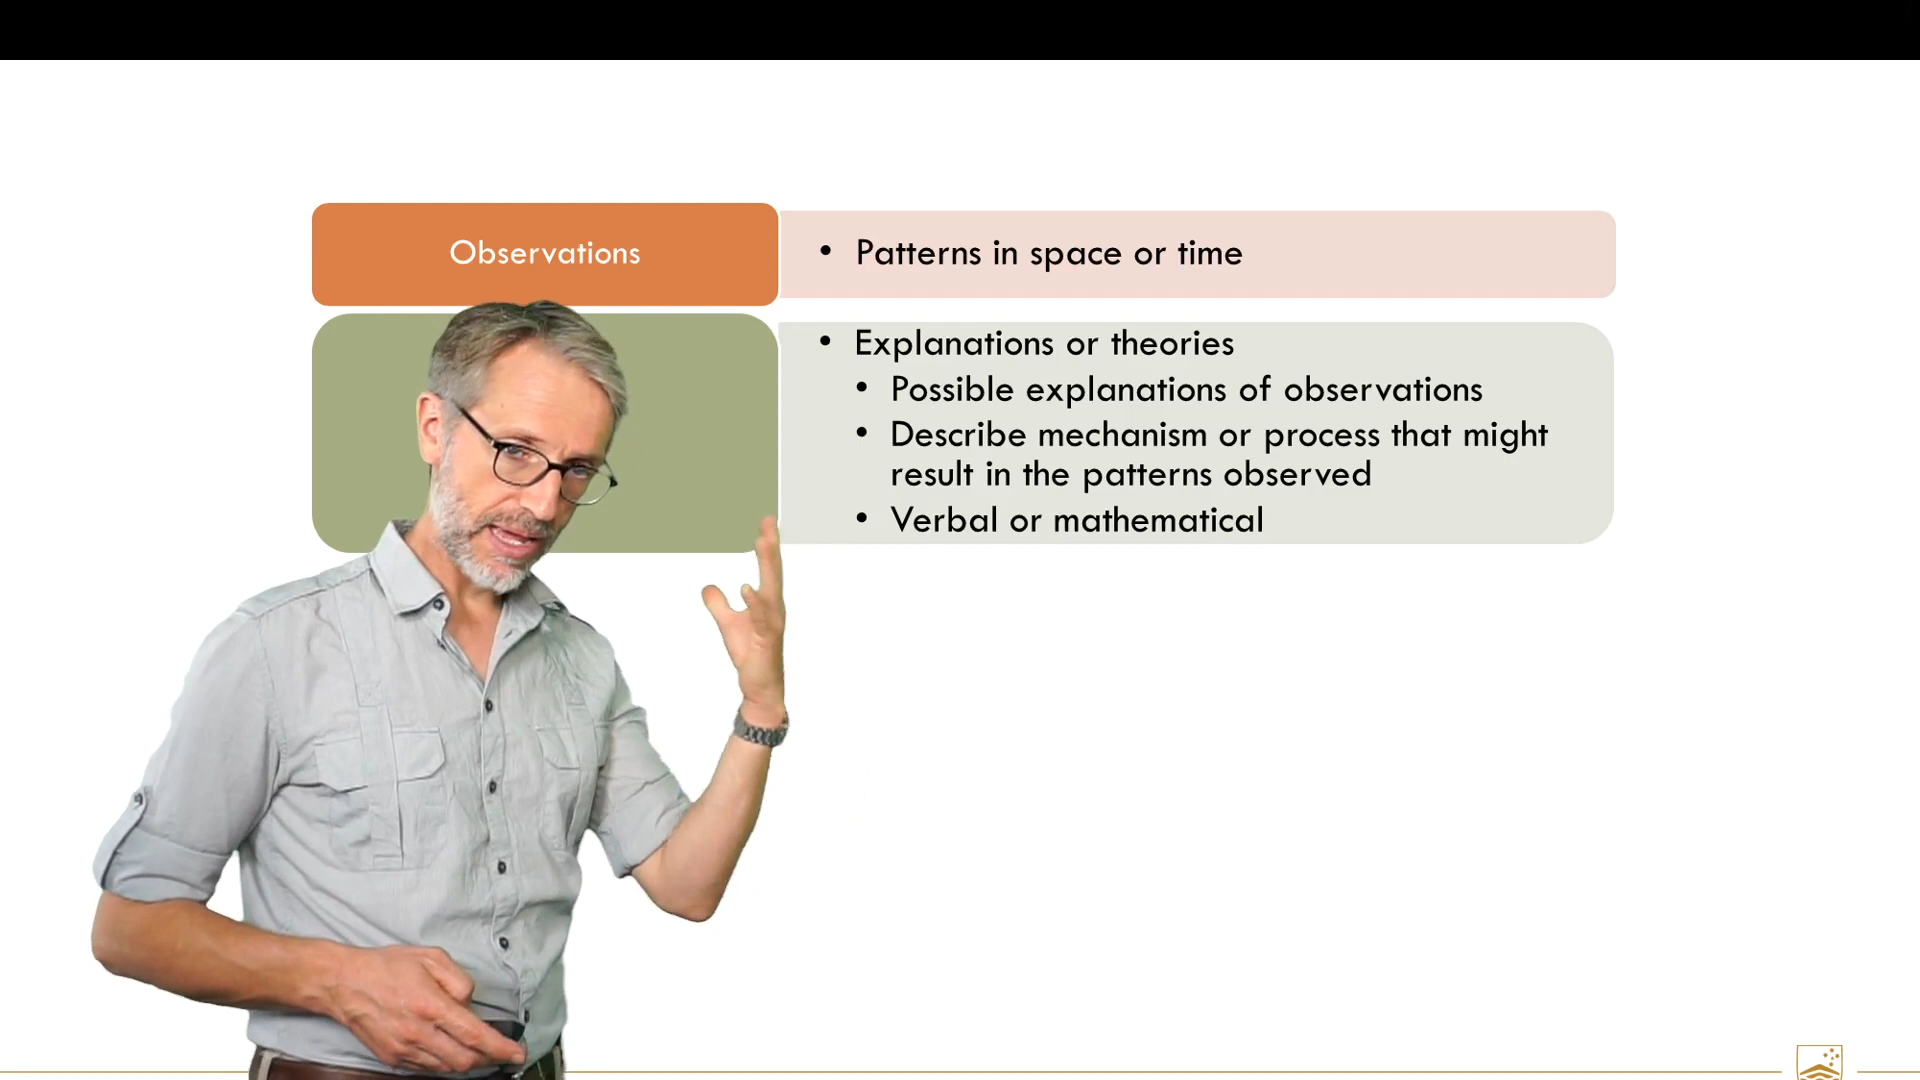 Observations
• Patterns in space or time
• Explanations or theories
• Possible explanations of observations
• Describe mechanism or process that might
result in the patterns observed
• Verbal or mathematical